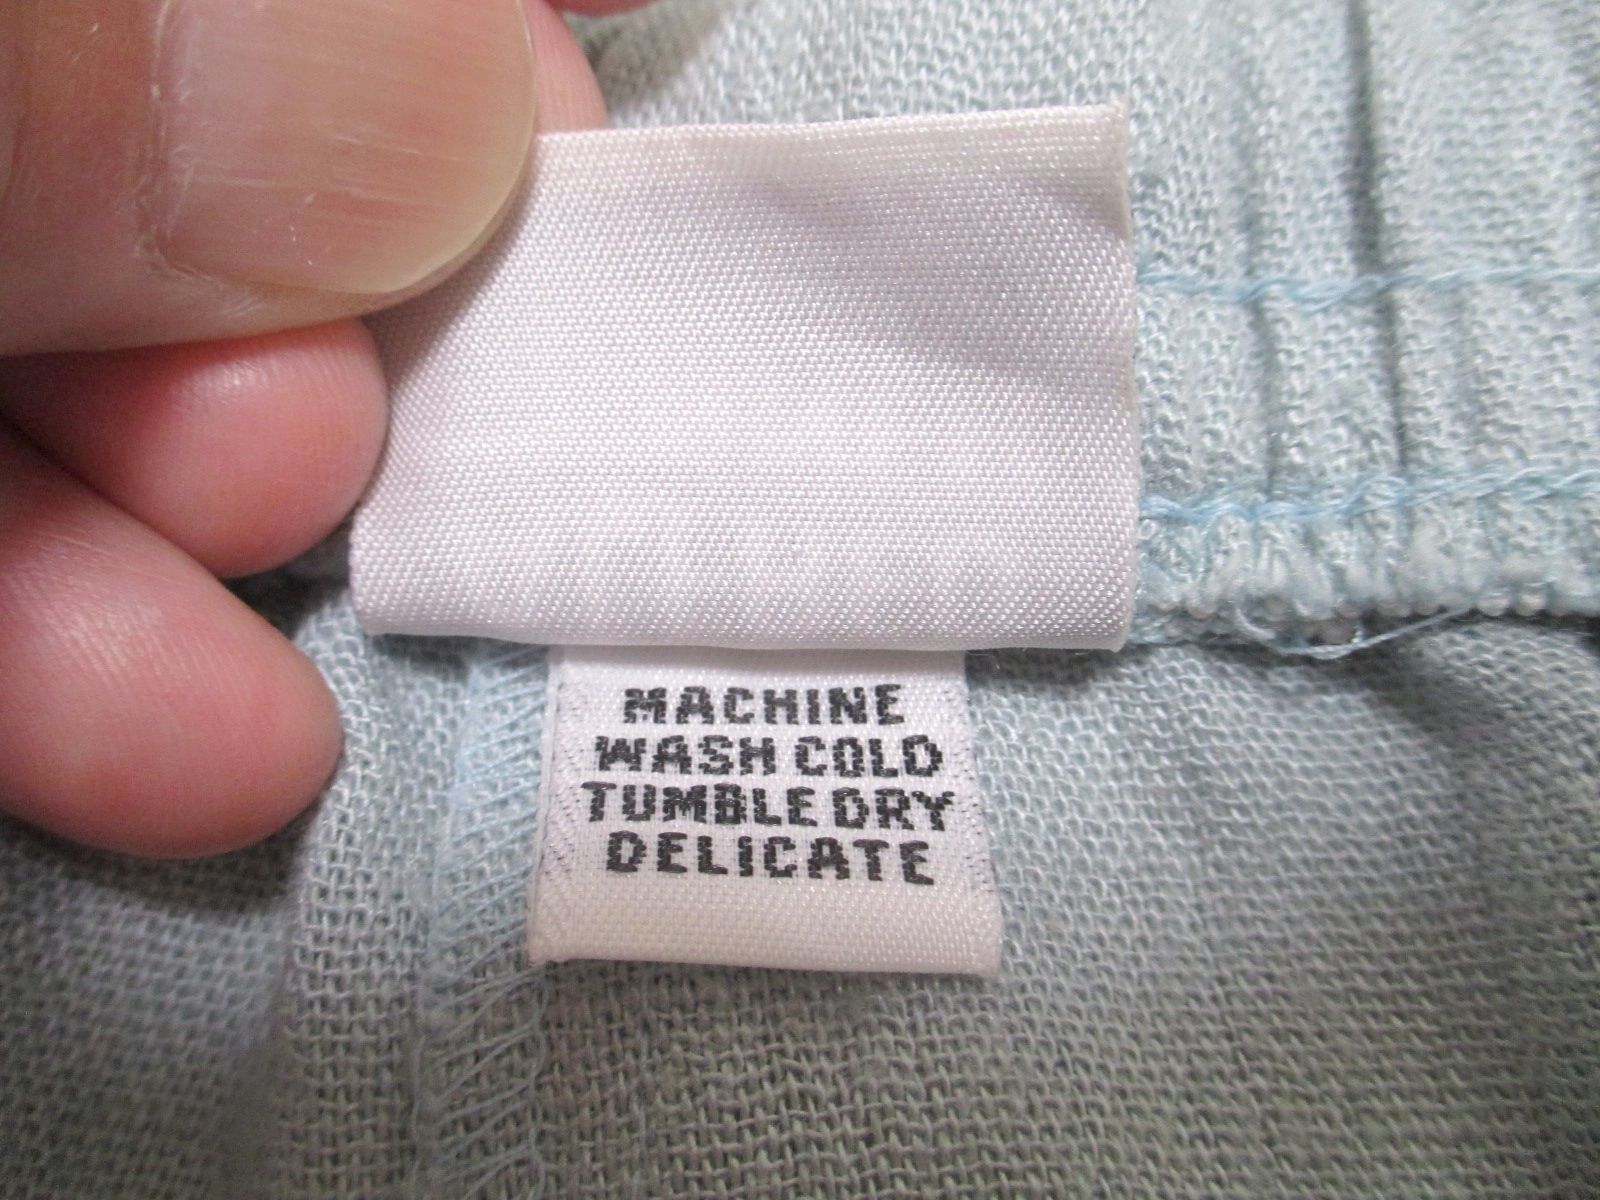 MACHINE
WASH COLD
TUMBLE DRY
DELICATE